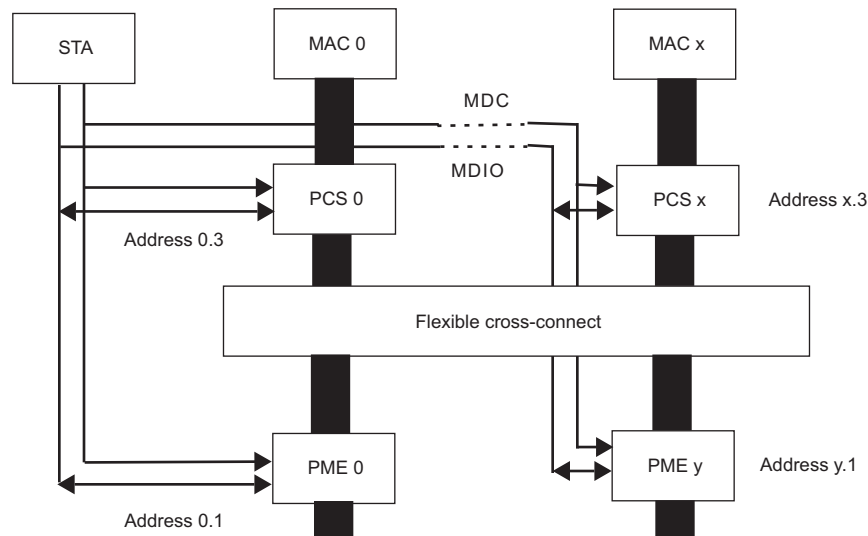 STA
MAC 0
MAC x
MDC
MDIO
PCS 0
PCS x
Address x.3
Address 0.3
Flexible cross-connect
PME 0
PME y
Address y.1
Address 0.1